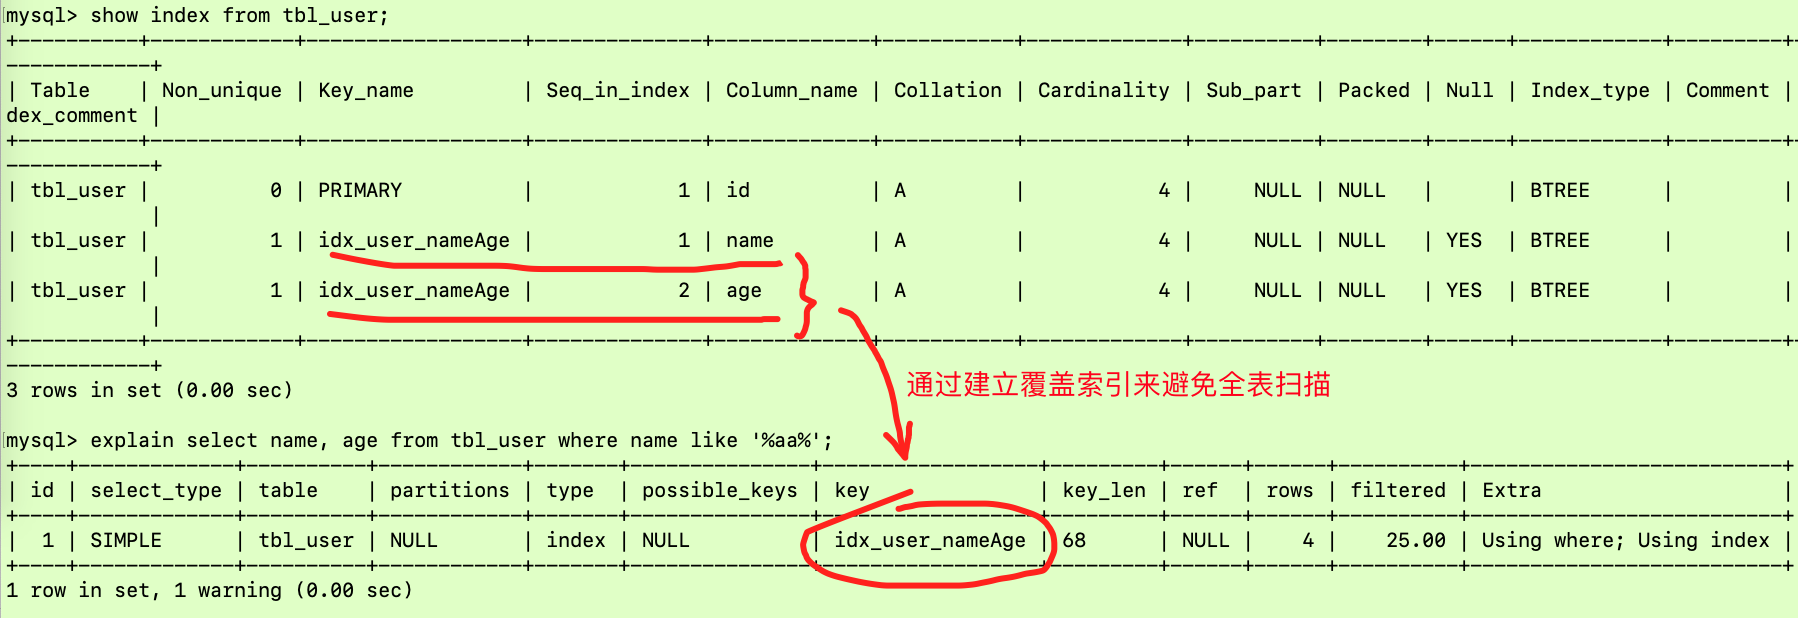 mysql> show index from tbl_user;
+----------+------------+------------------+--------------+-------------+-----------+-------------+----------+--------+------+------------+---------+-
------------+
| Table    | Non_unique | Key_name         | Seq_in_index | Column_name | Collation | Cardinality | Sub_part | Packed | Null | Index_type | Comment |
dex_comment |
+----------+------------+------------------+--------------+-------------+-----------+-------------+----------+--------+------+------------+---------+-
------------+
| tbl_user |          0 | PRIMARY          |            1 | id          | A         |           4 |     NULL | NULL   |      | BTREE      |         |
            |
| tbl_user |          1 | idx_user_nameAge |            1 | name        | A         |           4 |     NULL | NULL   | YES  | BTREE      |         |
            |
| tbl_user |          1 | idx_user_nameAge |            2 | age         | A         |           4 |     NULL | NULL   | YES  | BTREE      |         |
            |
+----------+------------+------------------+--------------+-------------+-----------+-------------+----------+--------+------+------------+---------+-
------------+
3 rows in set (0.00 sec)
通过建立覆盖索引来避免全表扫描
mysql> explain select name, age from tbl_user where name like '%aa%';
+----+-------------+----------+------------+-------+---------------+------------------+---------+------+------+----------+--------------------------+
| id | select_type | table    | partitions | type  | possible_keys | key              | key_len | ref  | rows | filtered | Extra                    |
+----+-------------+----------+------------+-------+---------------+------------------+---------+------+------+----------+--------------------------+
|  1 | SIMPLE      | tbl_user | NULL       | index | NULL          | idx_user_nameAge | 68      | NULL |    4 |    25.00 | Using where; Using index |
+----+-------------+----------+------------+-------+---------------+------------------+---------+------+------+----------+--------------------------+
1 row in set, 1 warning (0.00 sec)